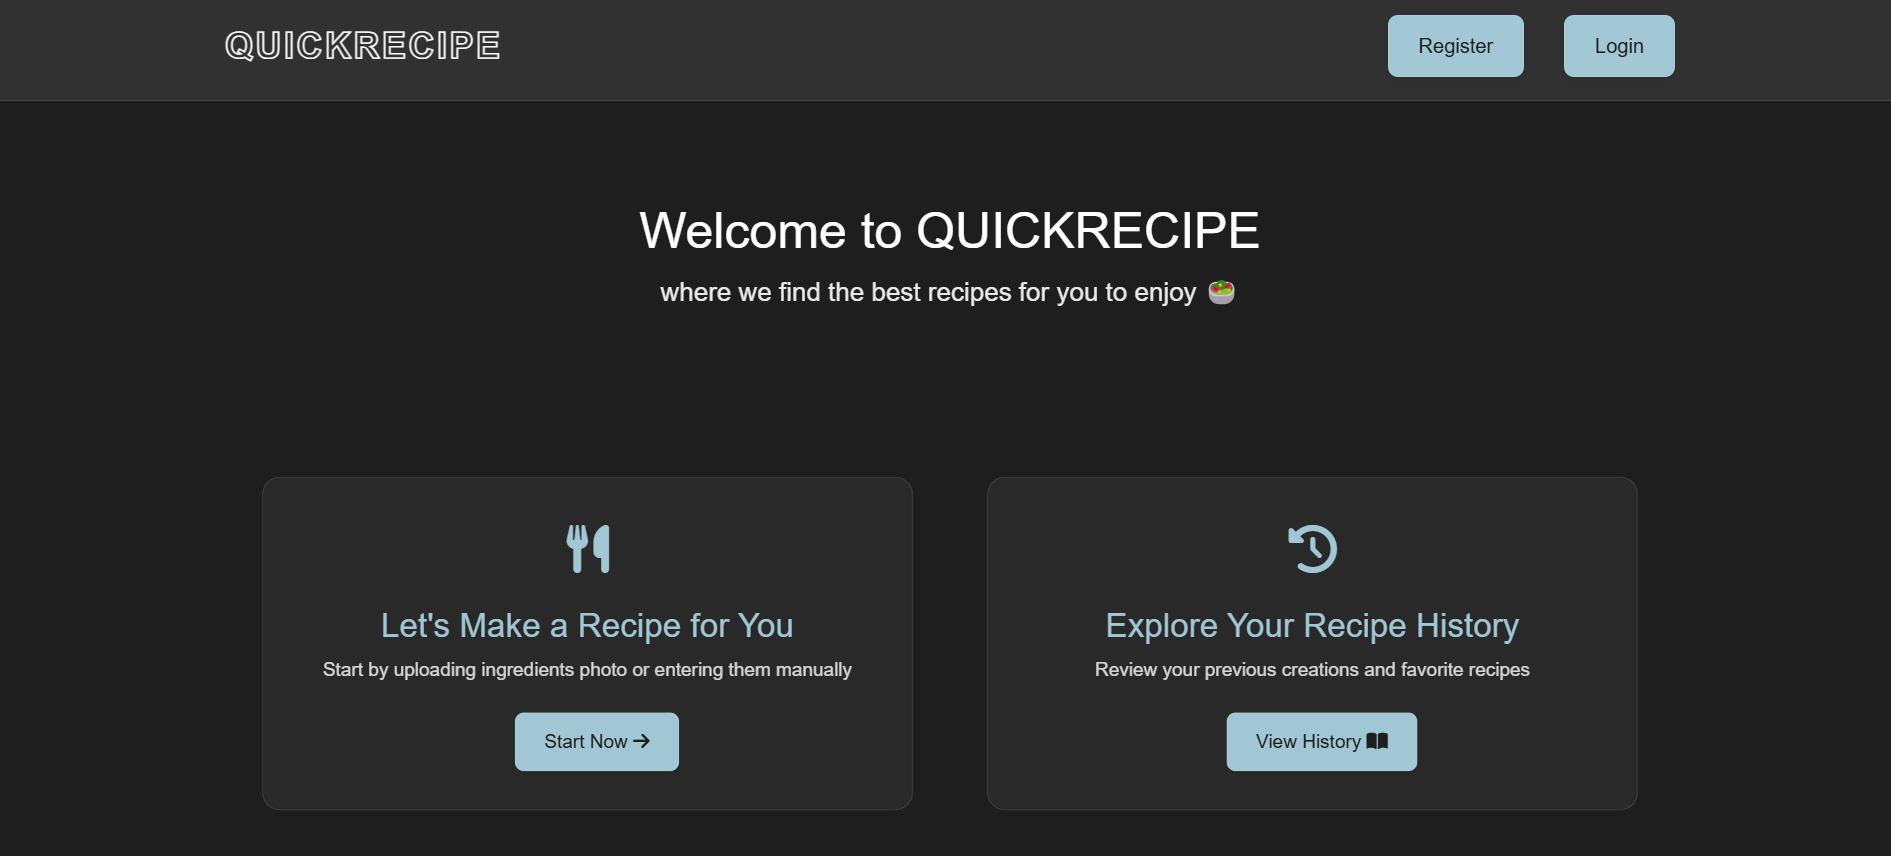 QUICKRECIPE
Register
Login
Welcome to QUICKRECIPE
where we find the best recipes for you to enjoy 🥗
Let's Make a Recipe for You
Start by uploading ingredients photo or entering them manually
Start Now →
Explore Your Recipe History
Review your previous creations and favorite recipes
View History